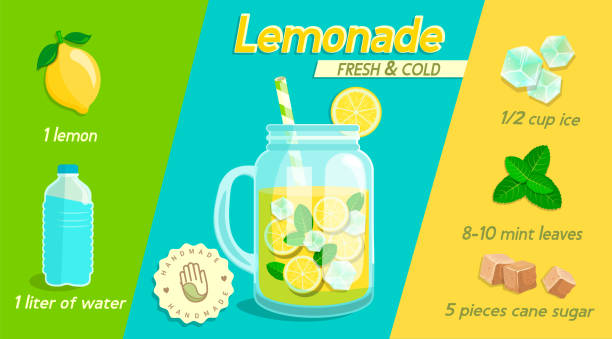 Lemonade
FRESH & COLD
1 lemon
1 liter of water
HANDMADE
HANDMADE
1/2 cup ice
8-10 mint leaves
5 pieces cane sugar